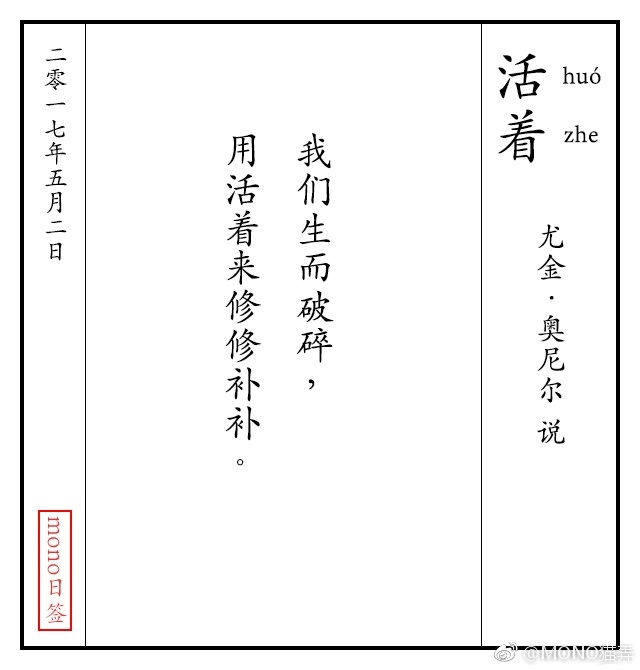 活着
huó
zhe
尤金·奥尼尔 说
我们生而破碎，
用活着来修修补补。
二零一七年五月二日
mono日签
@MONO猫弄